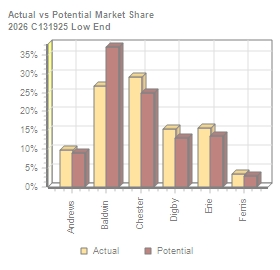 Actual vs Potential Market Share
2026 C131925 Low End
35%
30%
25%
20%
15%
10%
5%
0%
Andrews
Baldwin
Chester
Digby
Erie
Ferris
Actual
Potential